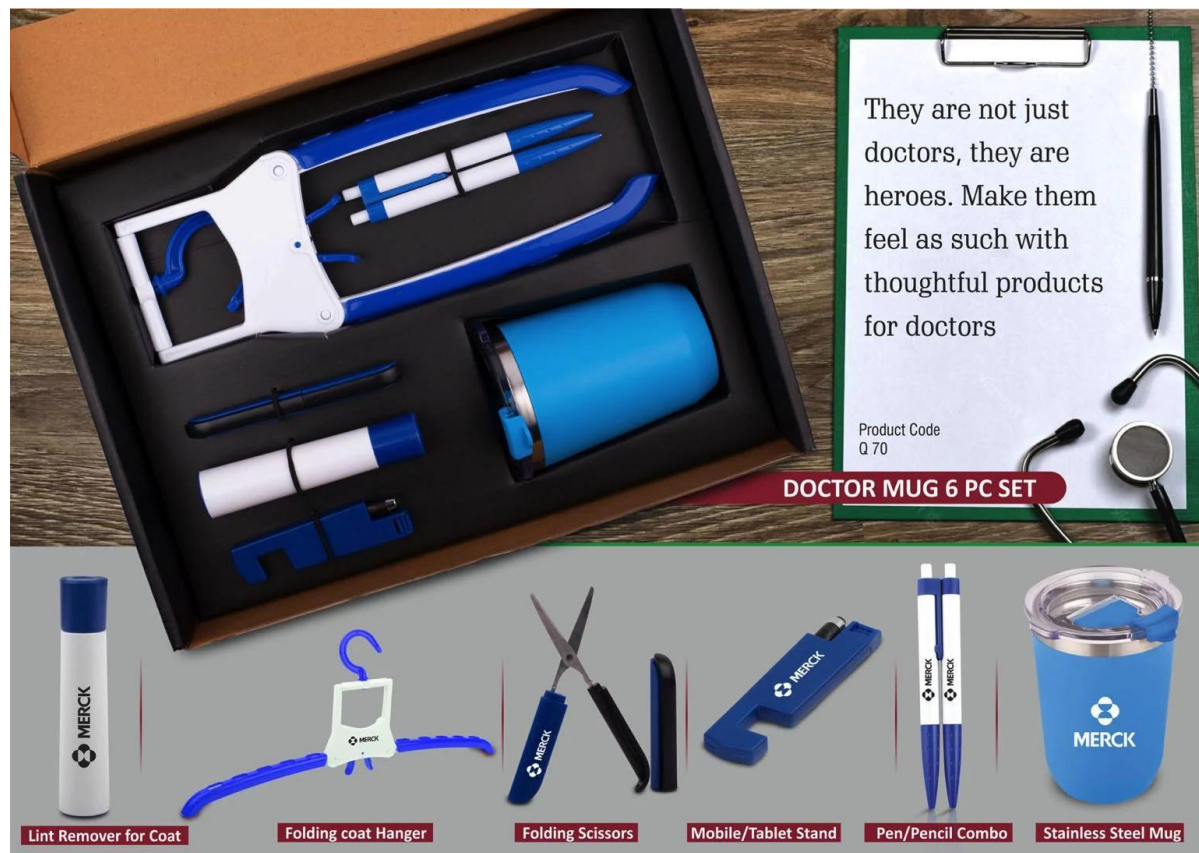 They are not just
doctors, they are
heroes. Make them
feel as such with
thoughtful products
for doctors
Product Code
Q 70
DOCTOR MUG 6 PC SET
MERCK
MERCK
MERCK
MERCK
MERCK
MERCK
MERCK
Lint Remover for Coat
Folding coat Hanger
Folding Scissors
Mobile/Tablet Stand
Pen/Pencil Combo
Stainless Steel Mug